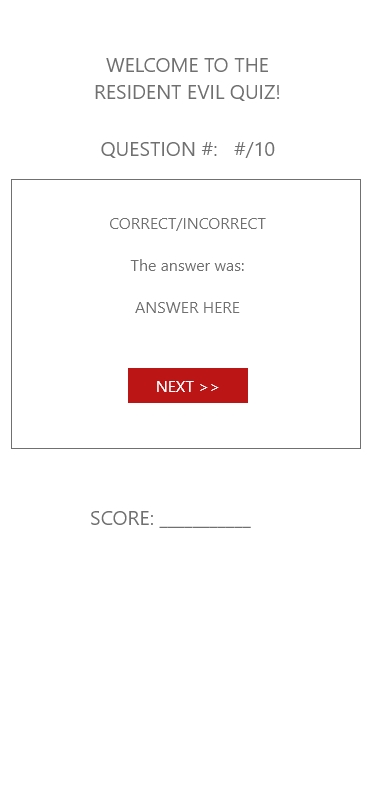 WELCOME TO THE
RESIDENT EVIL QUIZ!
QUESTION #: #/10
CORRECT/INCORRECT
The answer was:
ANSWER HERE
NEXT >>
SCORE: __________